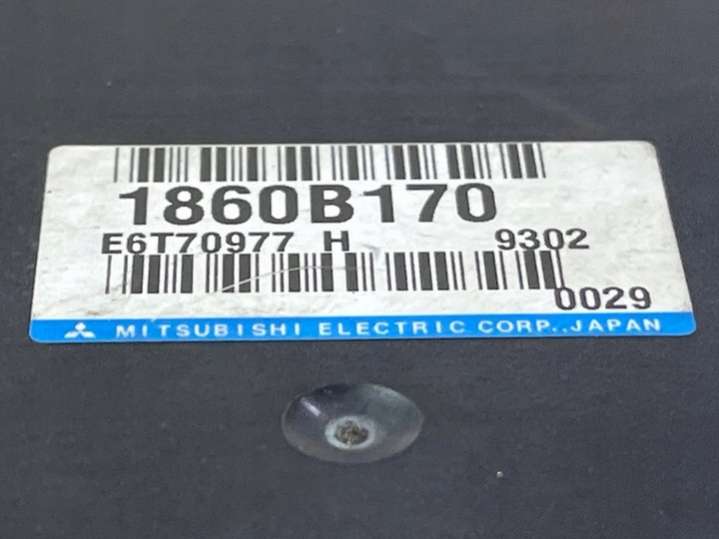 1860B170
E6T70977 H 9302
0029
MITSUBISHI ELECTRIC CORP.,JAPAN